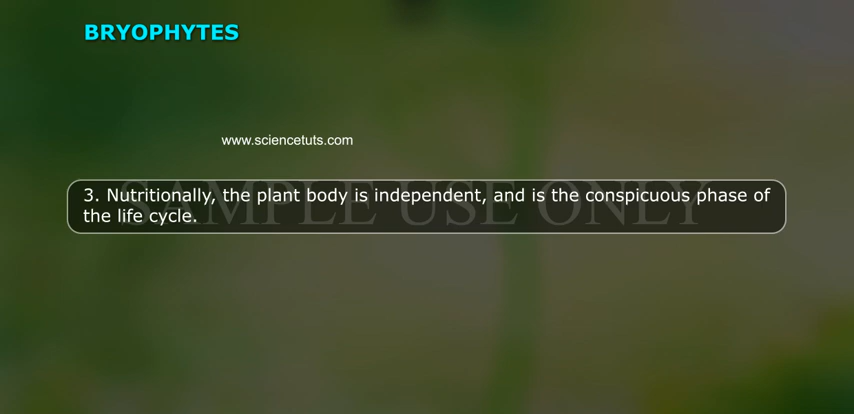 BRYOPHYTES
www.sciencetuts.com
3. Nutritionally, the plant body is independent, and is the conspicuous phase of
the life cycle.
SAMPLE USE ONLY